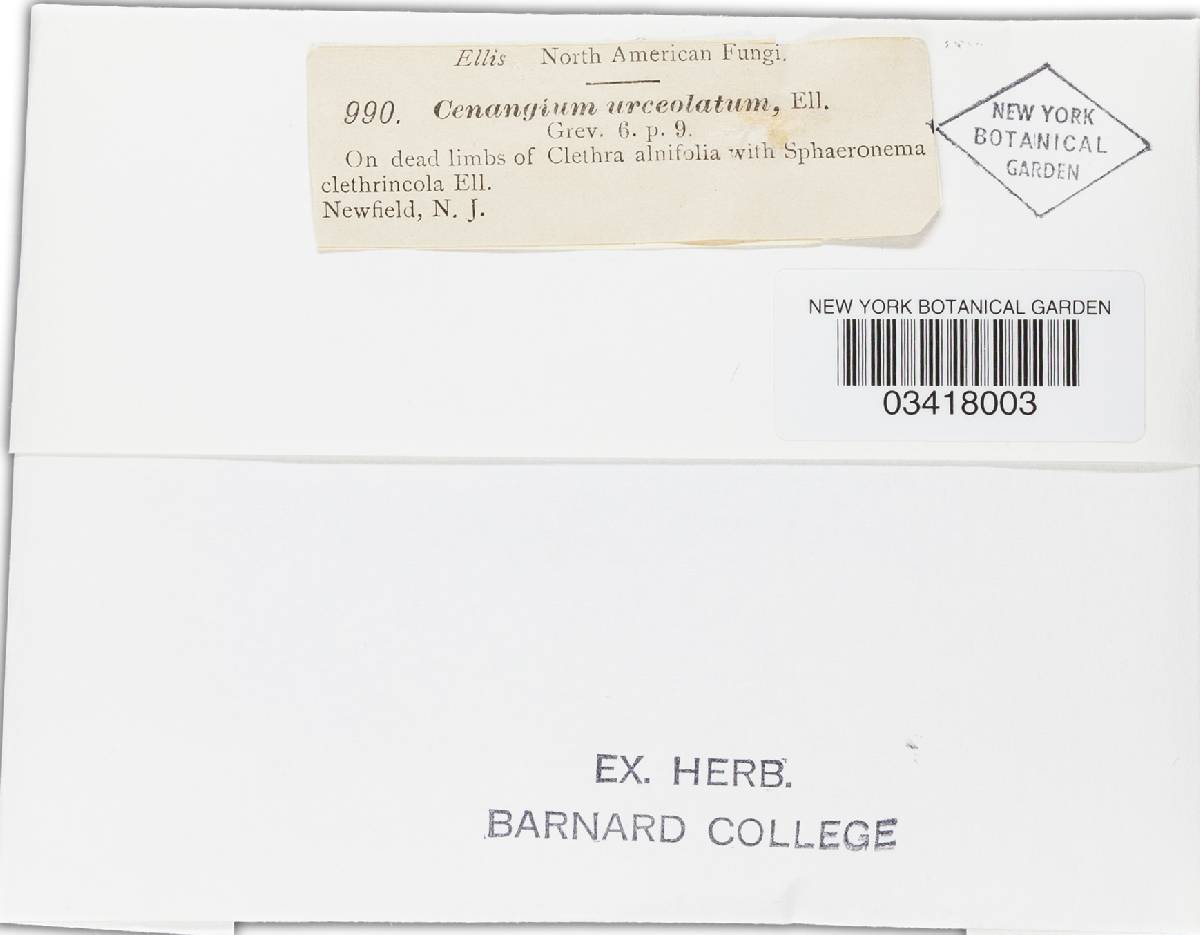 Ellis North American Fungi.
990. Cenangium urceolatum, Ell.
Grev. 6. p. 9.
On dead limbs of Clethra alnifolia with Sphaeronema
clethrincola Ell.
Newfield, N. J.
NEW YORK
BOTANICAL
GARDEN
NEW YORK BOTANICAL GARDEN
03418003
EX. HERB.
BARNARD COLLEGE